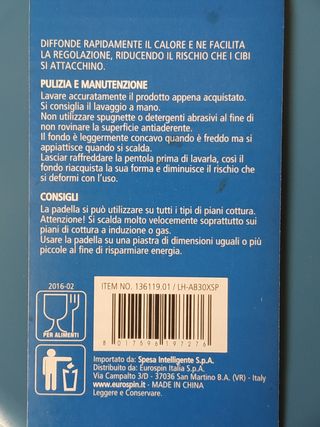 DIFFONDE RAPIDAMENTE IL CALORE E NE FACILITA
LA REGOLAZIONE, RIDUCENDO IL RISCHIO CHE I CIBI
SI ATTACCHINO.
PULIZIA E MANUTENZIONE
Lavare accuratamente il prodotto appena acquistato.
Si consiglia il lavaggio a mano.
Non utilizzare spugnette o detergenti abrasivi al fine di
non rovinare la superficie antiaderente.
Il fondo è leggermente concavo quando è freddo ma si
appiattisce quando si scalda.
Lasciar raffreddare la pentola prima di lavarla, così il
fondo riacquista la sua forma e diminuisce il rischio che
si deformi con l'uso.
CONSIGLI
La padella si può utilizzare su tutti i tipi di piani cottura.
Attenzione! Si scalda molto velocemente soprattutto sui
piani di cottura a induzione o gas.
Usare la padella su una piastra di dimensioni uguali o più
piccole al fine di risparmiare energia.
2016-02
PER ALIMENTI
ITEM NO. 136119.01 / LH-AB30XSP
8 017596 197276
Importato da: Spesa Intelligente S.p.A.
Distribuito da: Eurospin Italia S.p.A.
Via Campalto 3/D - 37036 San Martino B.A. (VR) - Italy
www.eurospin.it - MADE IN CHINA
Leggere e Conservare.